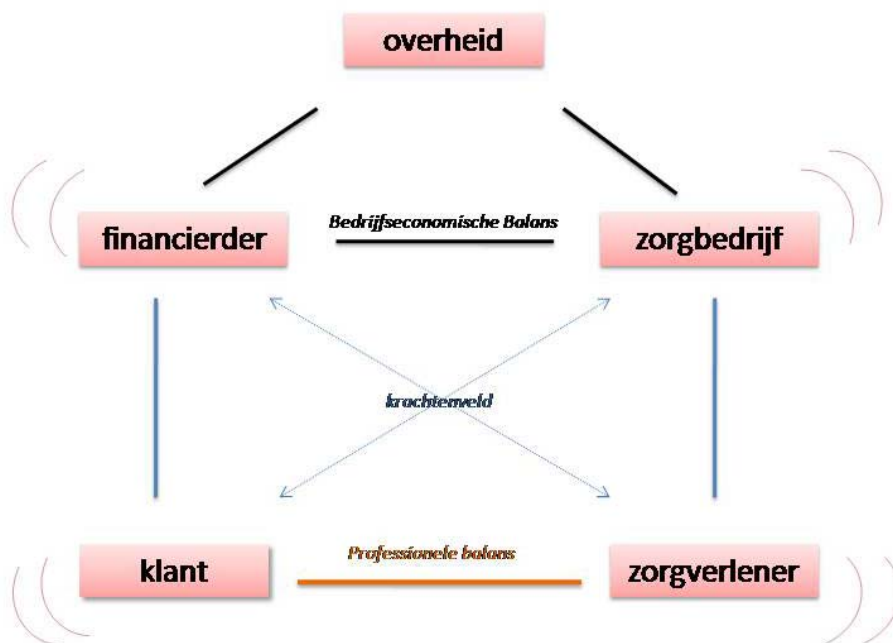 overheid
Bedrijfseconomische Balans
financierder
zorgbedrijf
krachtenveld
Professionele balans
klant
zorgverlener